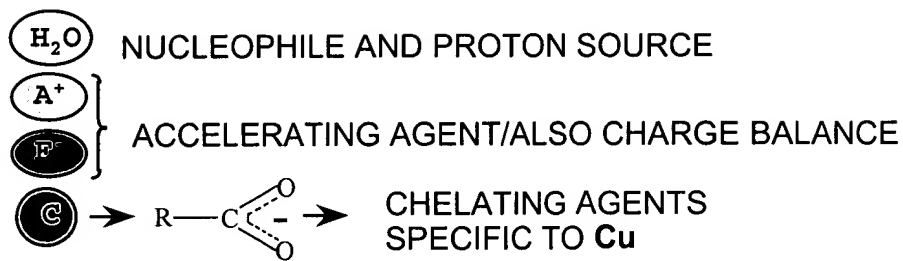 H₂O NUCLEOPHILE AND PROTON SOURCE
A⁺
F⁻ ACCELERATING AGENT/ALSO CHARGE BALANCE
O
C R—C - CHELATING AGENTS
O SPECIFIC TO Cu